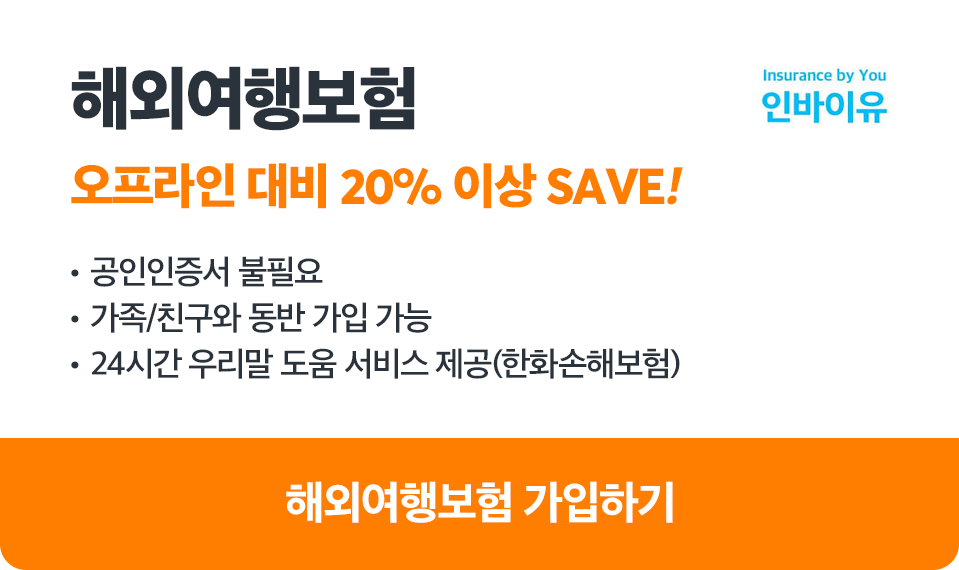 해외여행보험
Insurance by You
인바이유
오프라인 대비 20% 이상 SAVE!
• 공인인증서 불필요
• 가족/친구와 동반 가입 가능
• 24시간 우리말 도움 서비스 제공(한화손해보험)
해외여행보험 가입하기